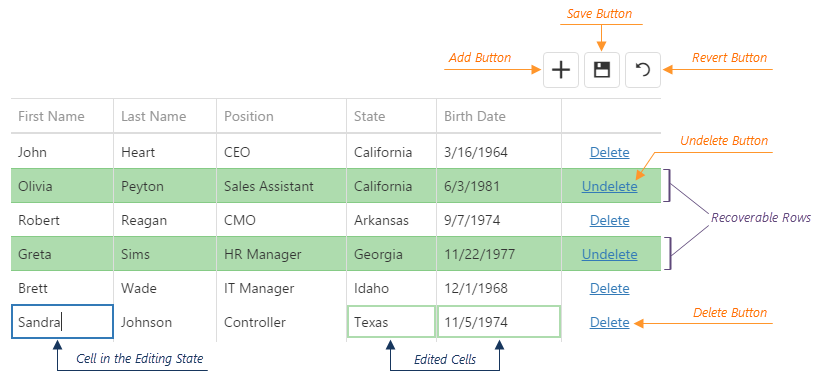 Save Button
Add Button
Revert Button
First Name Last Name Position State Birth Date
John Heart CEO California 3/16/1964 Delete
Undelete Button
Olivia Peyton Sales Assistant California 6/3/1981 Undelete
Robert Reagan CMO Arkansas 9/7/1974 Delete
Recoverable Rows
Greta Sims HR Manager Georgia 11/22/1977 Undelete
Brett Wade IT Manager Idaho 12/1/1968 Delete
Delete Button
Sandra Johnson Controller Texas 11/5/1974 Delete
Cell in the Editing State
Edited Cells